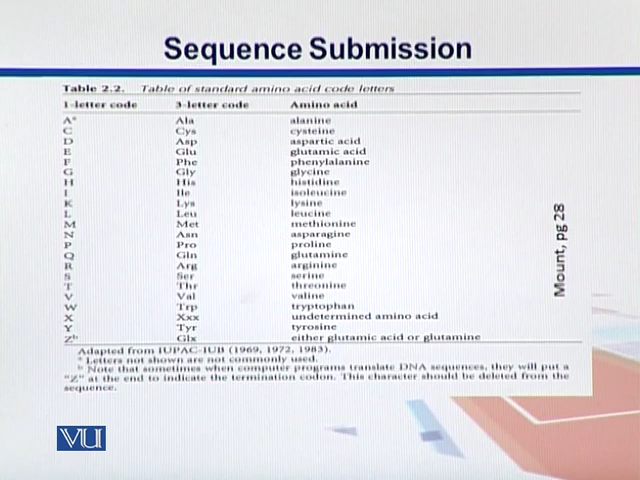 Sequence Submission
Table 2.2. Table of standard amino acid code letters
1-letter code 3-letter code Amino acid
Aª Ala alanine
C Cys cysteine
D Asp aspartic acid
E Glu glutamic acid
F Phe phenylalanine
G Gly glycine
H His histidine
I Ile isoleucine
K Lys lysine
L Leu leucine
M Met methionine
N Asn asparagine
P Pro proline
Q Gln glutamine
R Arg arginine
S Ser serine
T Thr threonine
V Val valine
W Trp tryptophan
X Xxx undetermined amino acid
Y Tyr tyrosine
Zᵇ Glx either glutamic acid or glutamine
Adapted from IUPAC-IUB (1969, 1972, 1983).
ª Letters not shown are not commonly used.
ᵇ Note that sometimes when computer programs translate DNA sequences, they will put a
"Z" at the end to indicate the termination codon. This character should be deleted from the
sequence.
Mount, pg 28
VU